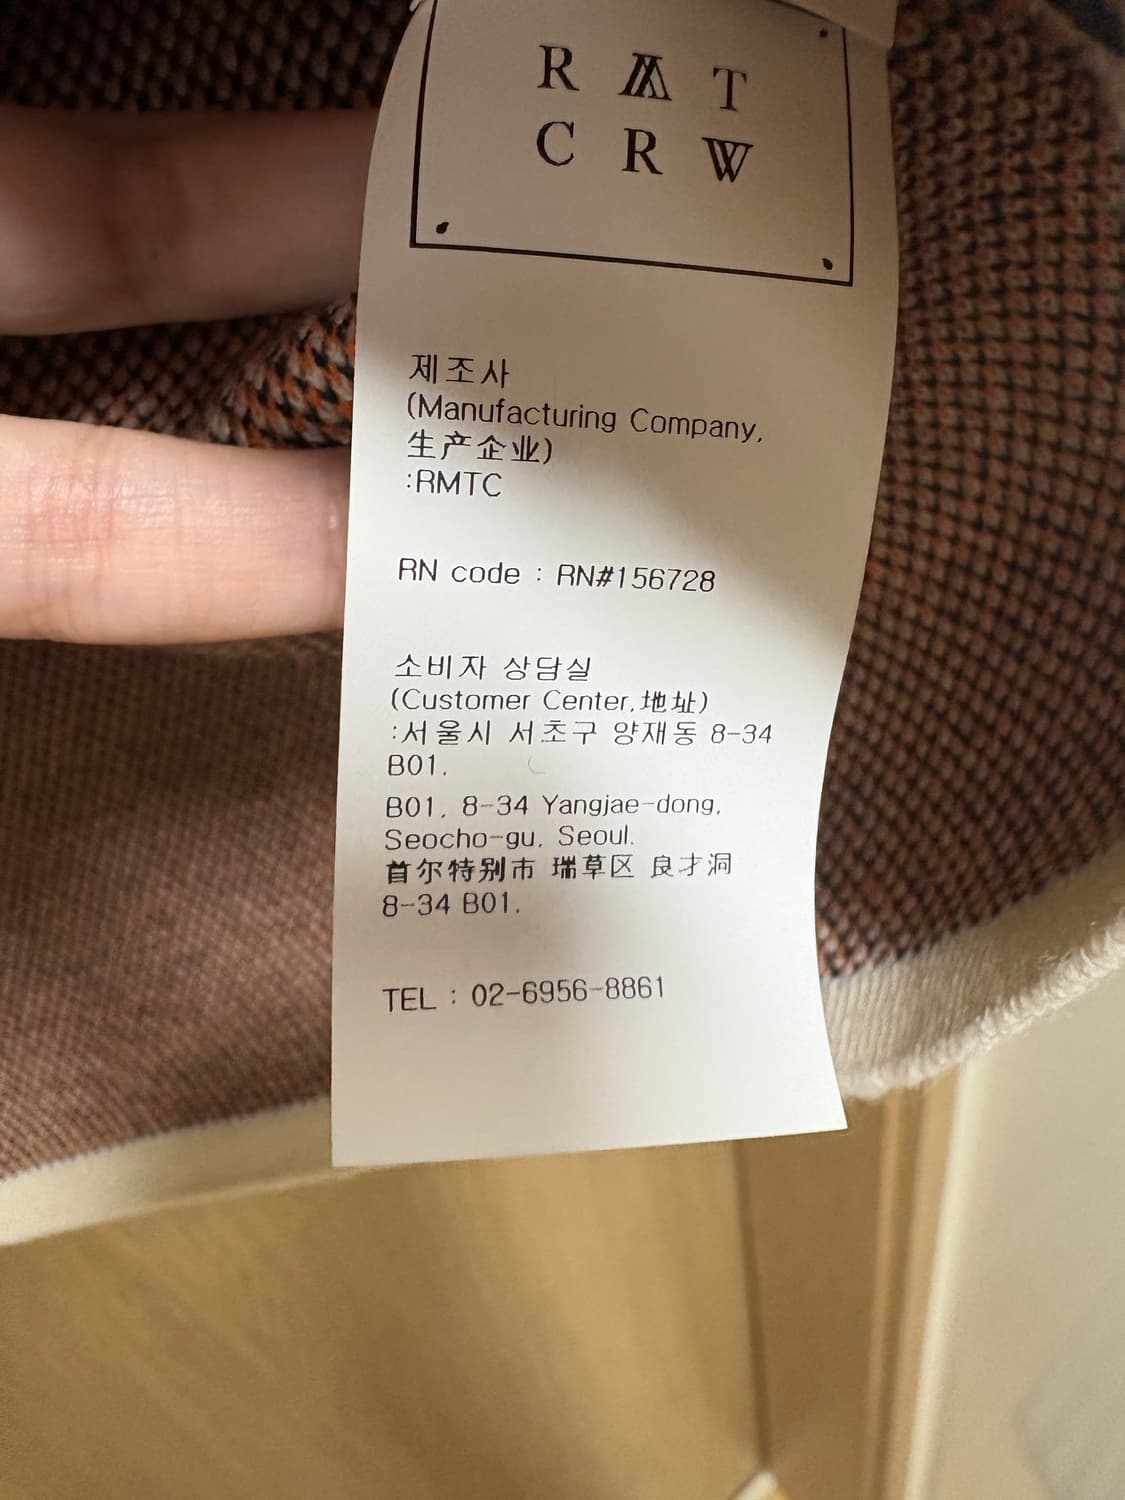 R M T
C R W
제조사
(Manufacturing Company,
生产企业)
:RMTC
RN code : RN#156728
소비자 상담실
(Customer Center,地址)
:서울시 서초구 양재동 8-34
B01.
B01, 8-34 Yangjae-dong,
Seocho-gu, Seoul.
首尔特别市 瑞草区 良才洞
8-34 B01.
TEL : 02-6956-8861